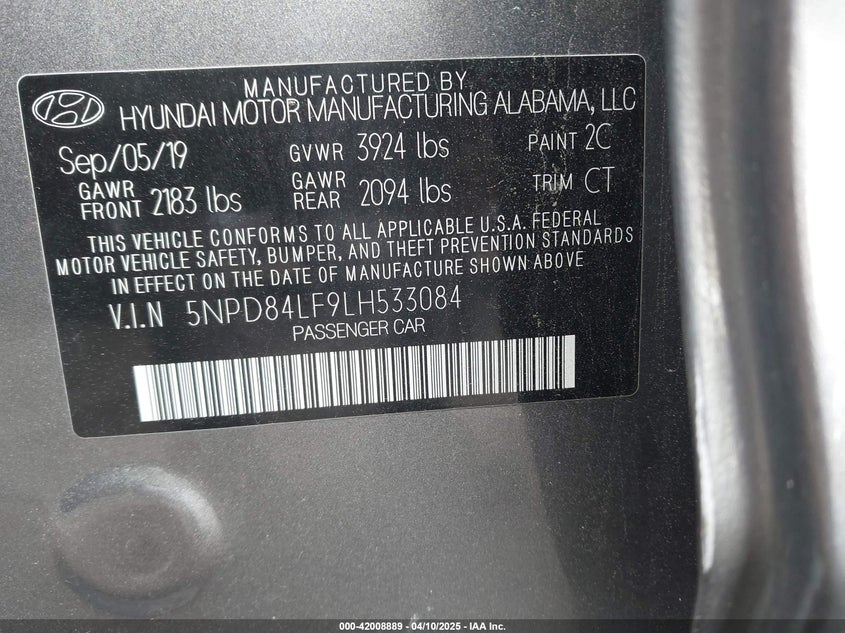 MANUFACTURED BY
HYUNDAI MOTOR MANUFACTURING ALABAMA, LLC
Sep/05/19 GVWR 3924 lbs PAINT 2C
GAWR FRONT 2183 lbs GAWR REAR 2094 lbs TRIM CT
THIS VEHICLE CONFORMS TO ALL APPLICABLE U.S.A. FEDERAL
MOTOR VEHICLE SAFETY, BUMPER, AND THEFT PREVENTION STANDARDS
IN EFFECT ON THE DATE OF MANUFACTURE SHOWN ABOVE
V.I.N 5NPD84LF9LH533084
PASSENGER CAR
000-42008889 - 04/10/2025 - IAA Inc.